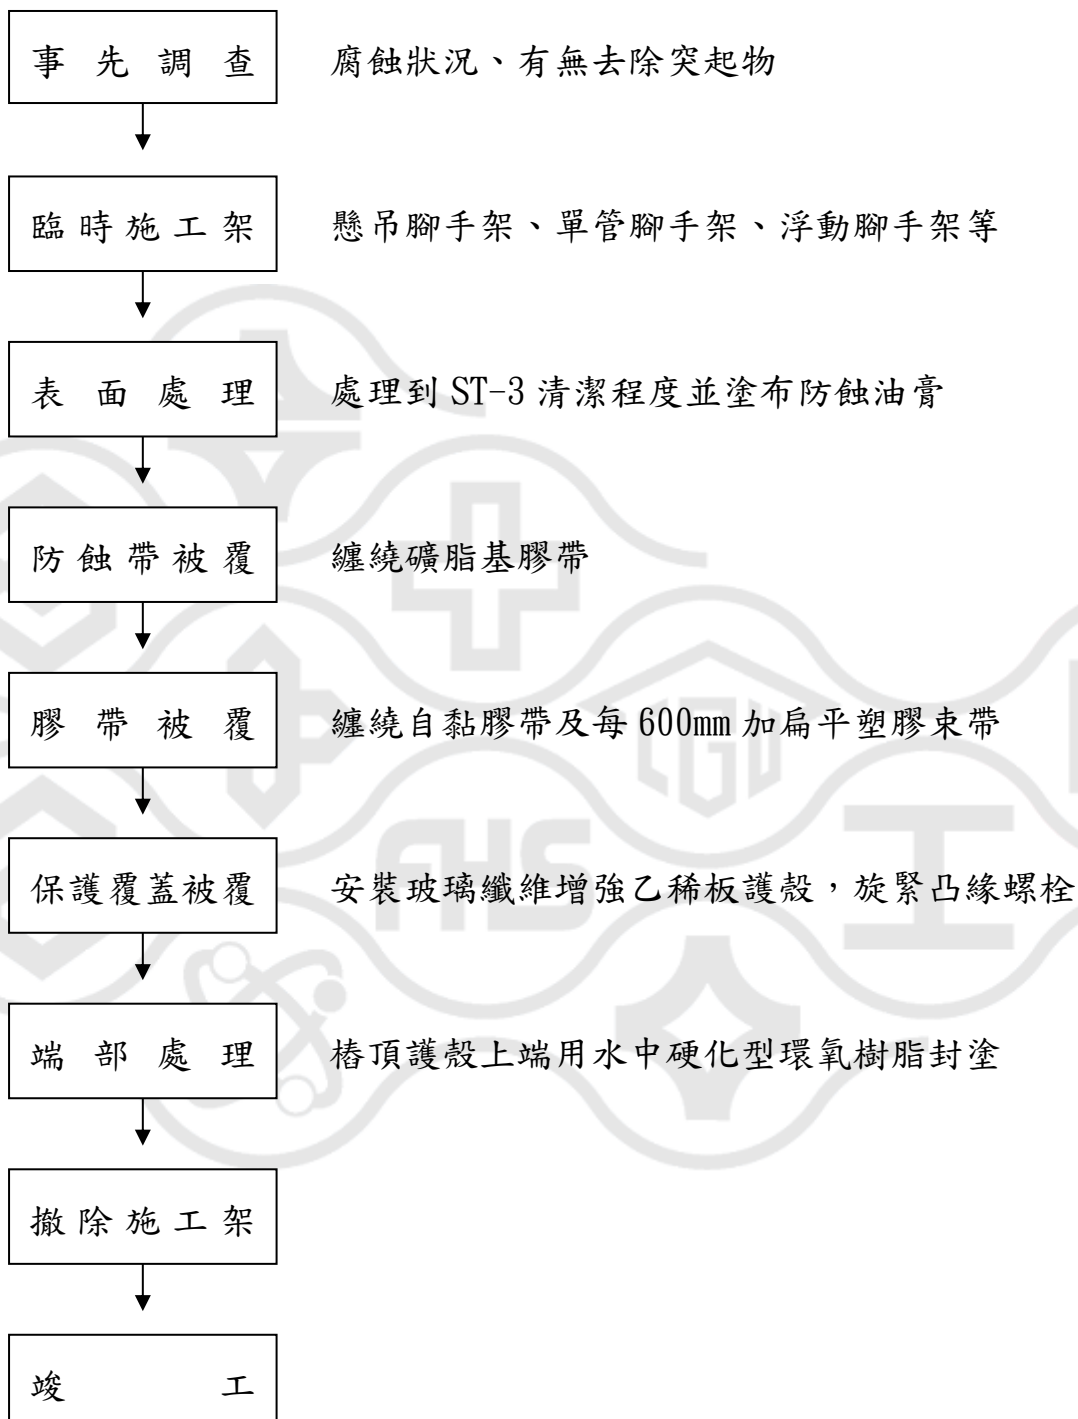 事先調查 腐蝕狀況、有無去除突起物
臨時施工架 懸吊腳手架、單管腳手架、浮動腳手架等
表面處理 處理到 ST-3 清潔程度並塗布防蝕油膏
防蝕帶被覆 纏繞礦脂基膠帶
膠帶被覆 纏繞自黏膠帶及每 600mm 加扁平塑膠束帶
保護覆蓋被覆 安裝玻璃纖維增強乙稀板護殼，旋緊凸緣螺栓
端部處理 樁頂護殼上端用水中硬化型環氧樹脂封塗
撤除施工架
竣工